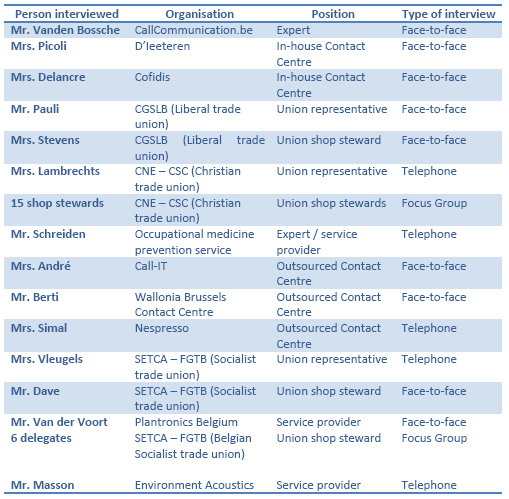 Person interviewed Organisation Position Type of interview
Mr. Vanden Bossche CallCommunication.be Expert Face-to-face
Mrs. Picoli D'Ieeteren In-house Contact Face-to-face
Centre
Mrs. Delancre Cofidis In-house Contact Face-to-face
Centre
Mr. Pauli CGSLB (Liberal trade Union representative Face-to-face
union)
Mrs. Stevens CGSLB (Liberal trade Union shop steward Face-to-face
union)
Mrs. Lambrechts CNE – CSC (Christian Union representative Telephone
trade union)
15 shop stewards CNE – CSC (Christian Union shop stewards Focus Group
trade union)
Mr. Schreiden Occupational medicine Expert / service Telephone
prevention service provider
Mrs. André Call-IT Outsourced Contact Face-to-face
Centre
Mr. Berti Wallonia Brussels Outsourced Contact Face-to-face
Contact Centre Centre
Mrs. Simal Nespresso Outsourced Contact Telephone
Centre
Mrs. Vleugels SETCA – FGTB (Socialist Union representative Telephone
trade union)
Mr. Dave SETCA – FGTB (Socialist Union shop steward Face-to-face
trade union)
Mr. Van der Voort Plantronics Belgium Service provider Face-to-face
6 delegates SETCA – FGTB (Belgian Union shop steward Focus Group
Socialist trade union)
Mr. Masson Environment Acoustics Service provider Telephone